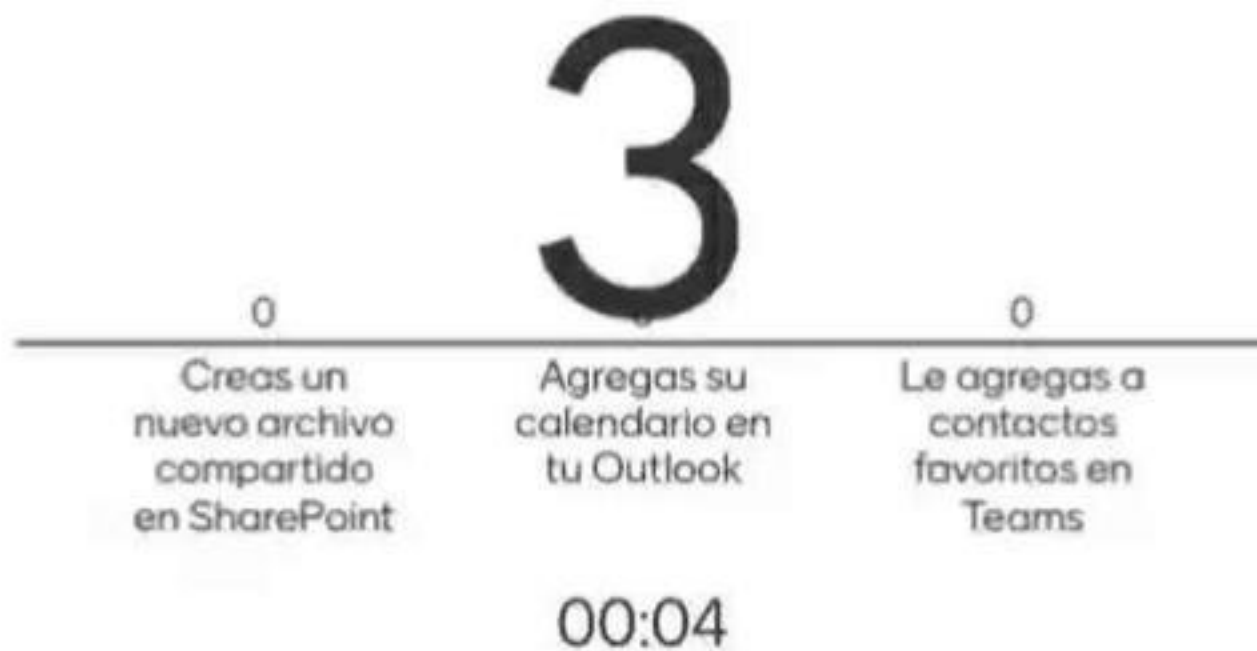 3
0 0 0
Creas un
nuevo archivo
compartido
en SharePoint
Agregas su
calendario en
tu Outlook
Le agregas a
contactos
favoritos en
Teams
00:04